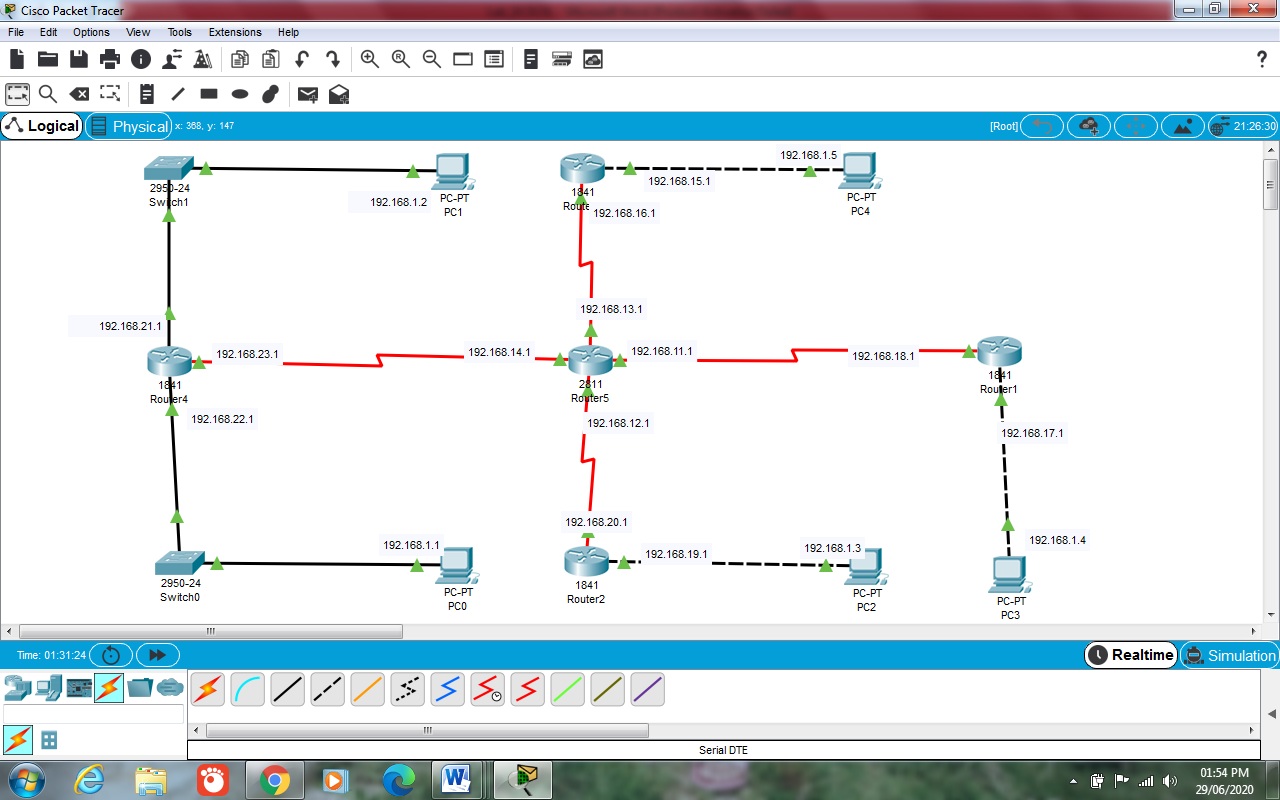 Cisco Packet Tracer
File Edit Options View Tools Extensions Help
Logical Physical x: 368, y: 147 [Root] 21:26:30
2950-24
Switch1
192.168.1.2
PC-PT
PC1
1841
192.168.15.1
192.168.16.1
192.168.1.5
PC-PT
PC4
192.168.13.1
192.168.21.1
192.168.23.1
192.168.14.1
192.168.11.1
192.168.18.1
1841
Router4
2811
Router5
1841
Router1
192.168.22.1
192.168.12.1
192.168.17.1
192.168.20.1
192.168.1.1
192.168.19.1
192.168.1.3
192.168.1.4
2950-24
Switch0
PC-PT
PC0
1841
Router2
PC-PT
PC2
PC-PT
PC3
Time: 01:31:24 Realtime Simulation
Serial DTE
01:54 PM
29/06/2020